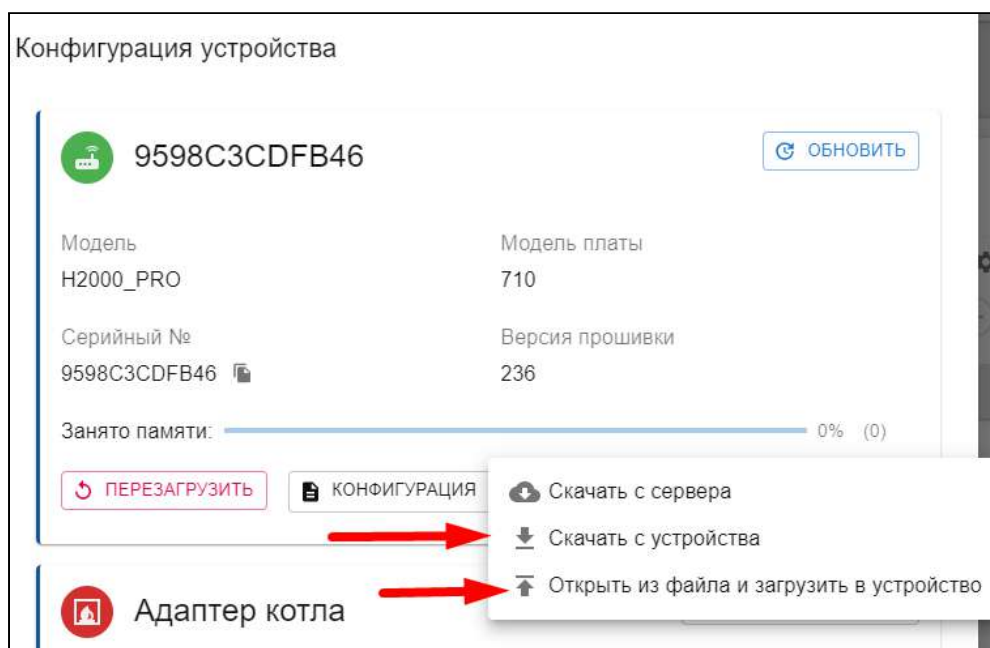 Конфигурация устройства
9598C3CDFB46
ОБНОВИТЬ
Модель
Модель платы
H2000_PRO
710
Серийный №
Версия прошивки
9598C3CDFB46
236
Занято памяти:
0% (0)
ПЕРЕЗАГРУЗИТЬ
КОНФИГУРАЦИЯ
Скачать с сервера
Скачать с устройства
Открыть из файла и загрузить в устройство
Адаптер котла